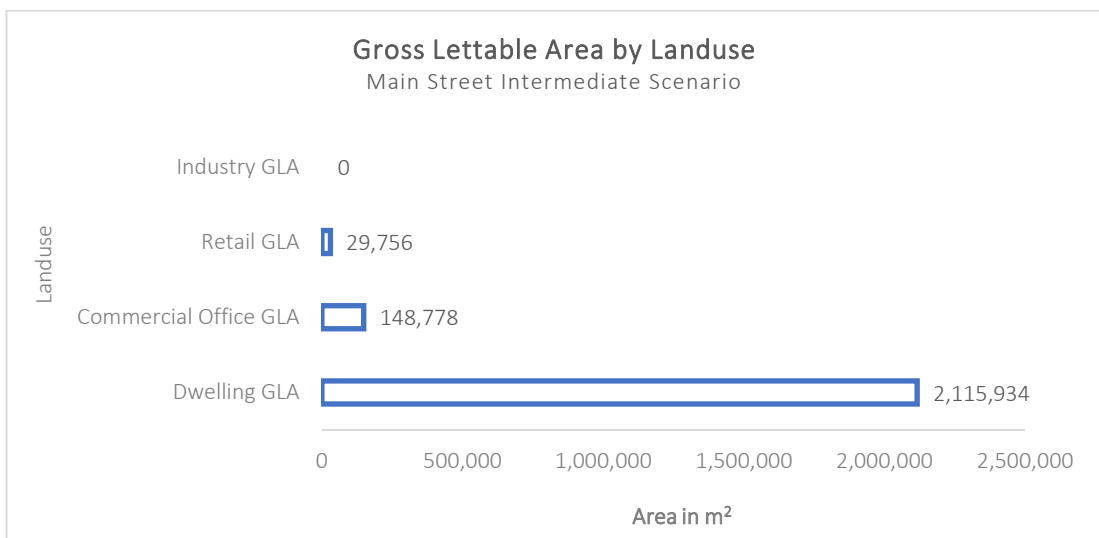 Gross Lettable Area by Landuse
Main Street Intermediate Scenario
Landuse
Industry GLA 0
Retail GLA 29,756
Commercial Office GLA 148,778
Dwelling GLA 2,115,934
0 500,000 1,000,000 1,500,000 2,000,000 2,500,000
Area in m²